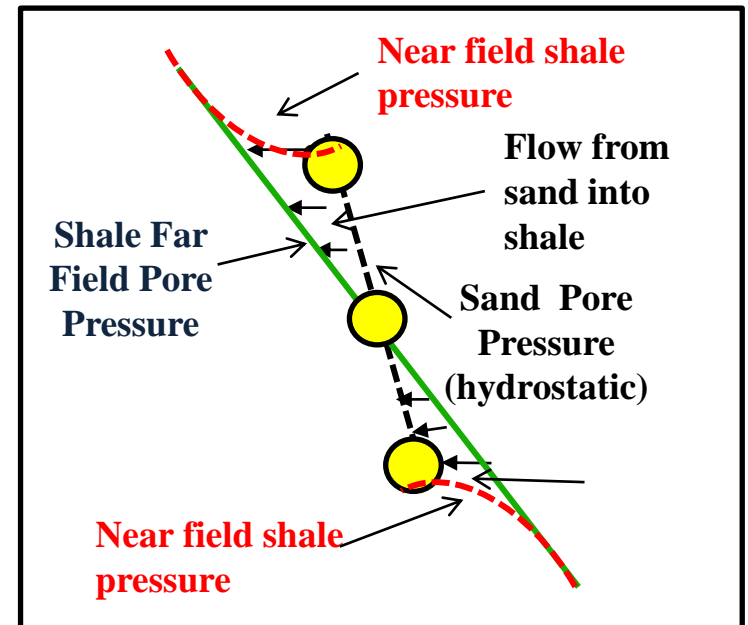 Near field shale
pressure
Flow from
sand into
shale
Shale Far
Field Pore
Pressure
Sand Pore
Pressure
(hydrostatic)
Near field shale
pressure